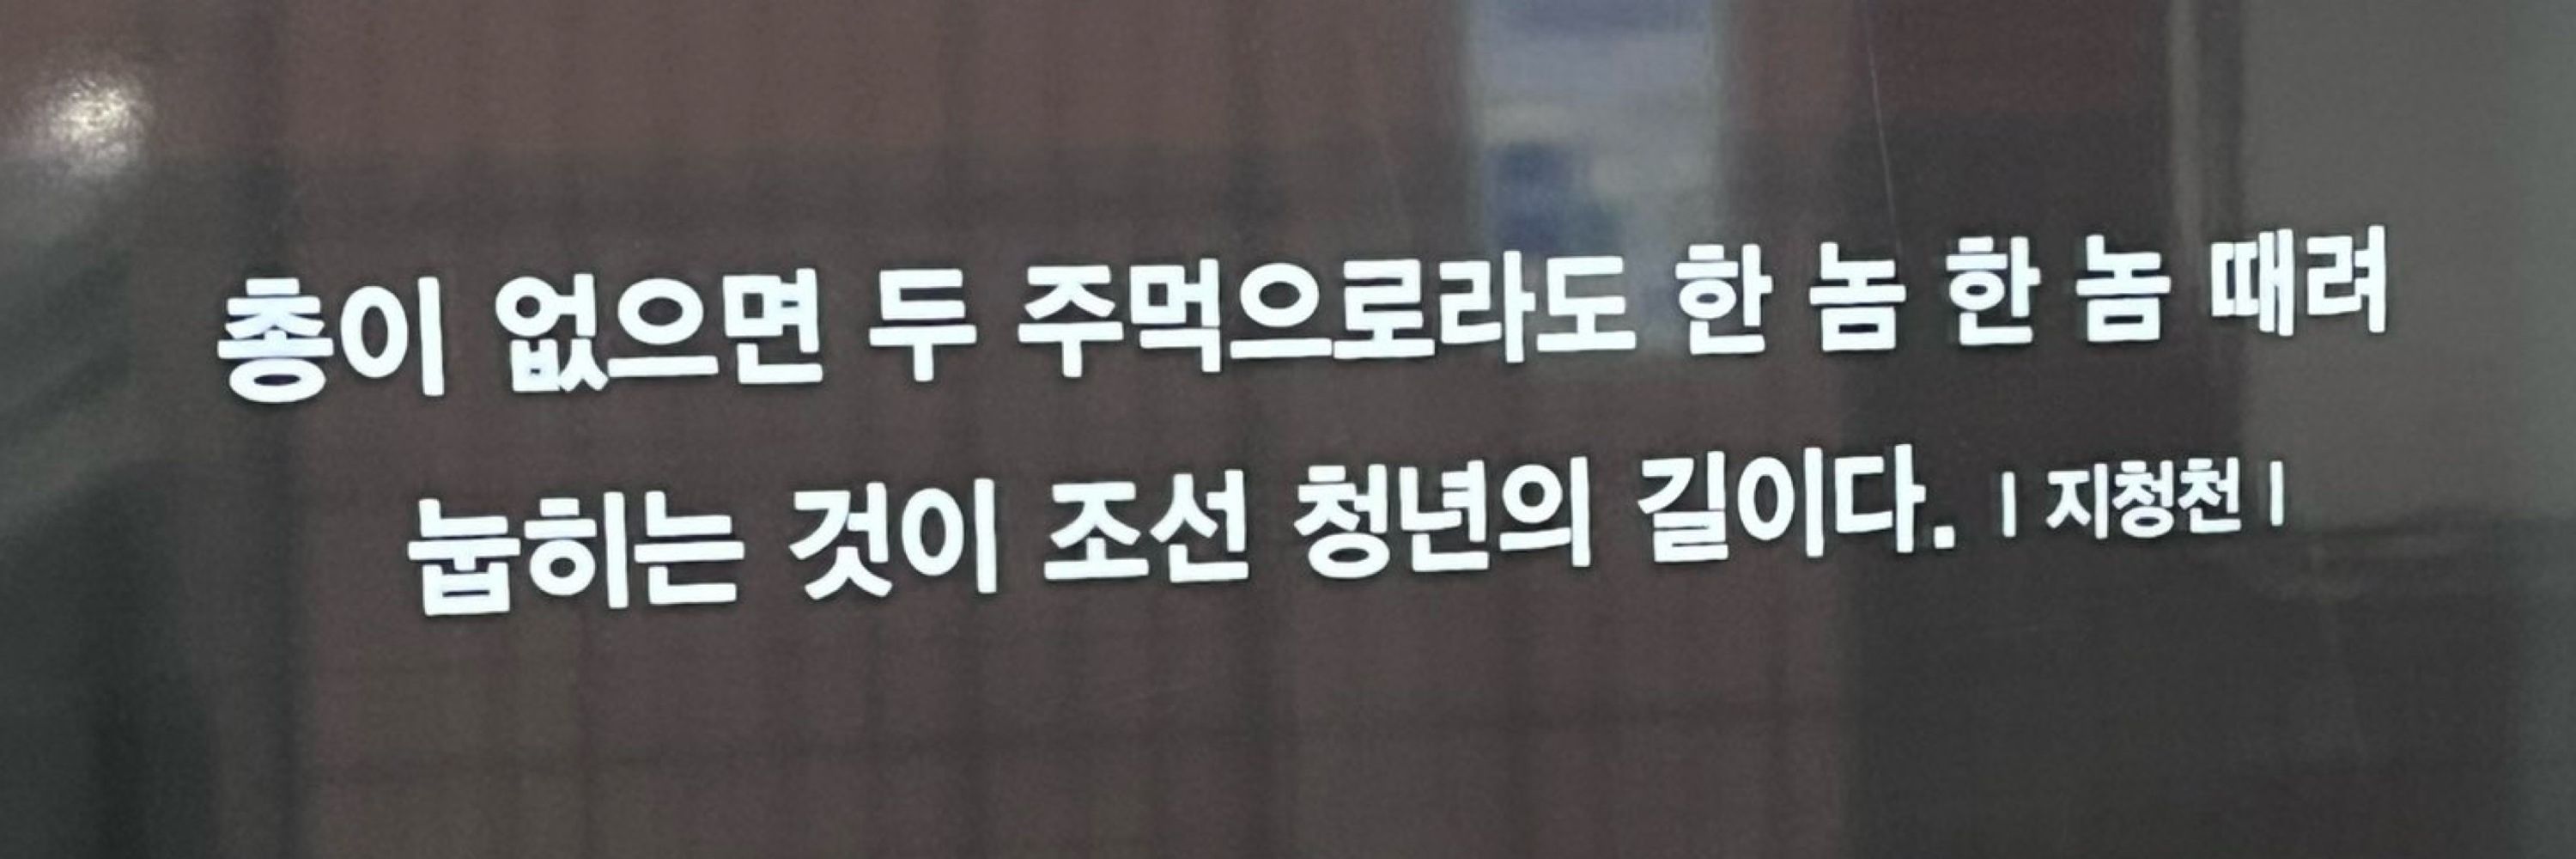 총이 없으면 두 주먹으로라도 한 놈 한 놈 때려
눕히는 것이 조선 청년의 길이다. | 지청천 |